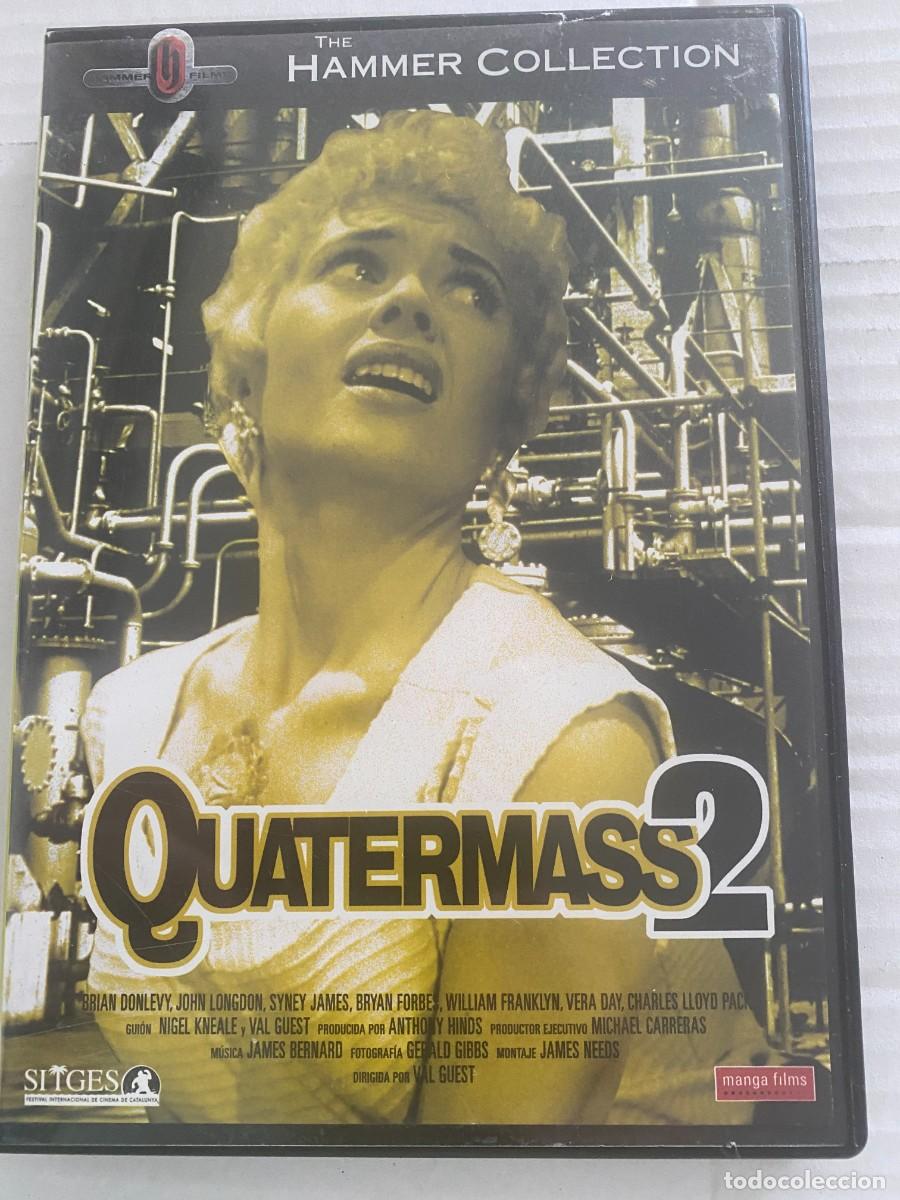 THE
HAMMER COLLECTION
HAMMER FILMS
QUATERMASS 2
BRIAN DONLEVY, JOHN LONGDON, SYNEY JAMES, BRYAN FORBES, WILLIAM FRANKLYN, VERA DAY, CHARLES LLOYD PACK
GUIÓN NIGEL KNEALE Y VAL GUEST PRODUCIDA POR ANTHONY HINDS PRODUCTOR EJECUTIVO MICHAEL CARRERAS
MÚSICA JAMES BERNARD FOTOGRAFÍA GERALD GIBBS MONTAJE JAMES NEEDS
DIRIGIDA POR VAL GUEST
SITGES
FESTIVAL INTERNACIONAL DE CINEMA DE CATALUNYA
manga films
todocoleccion